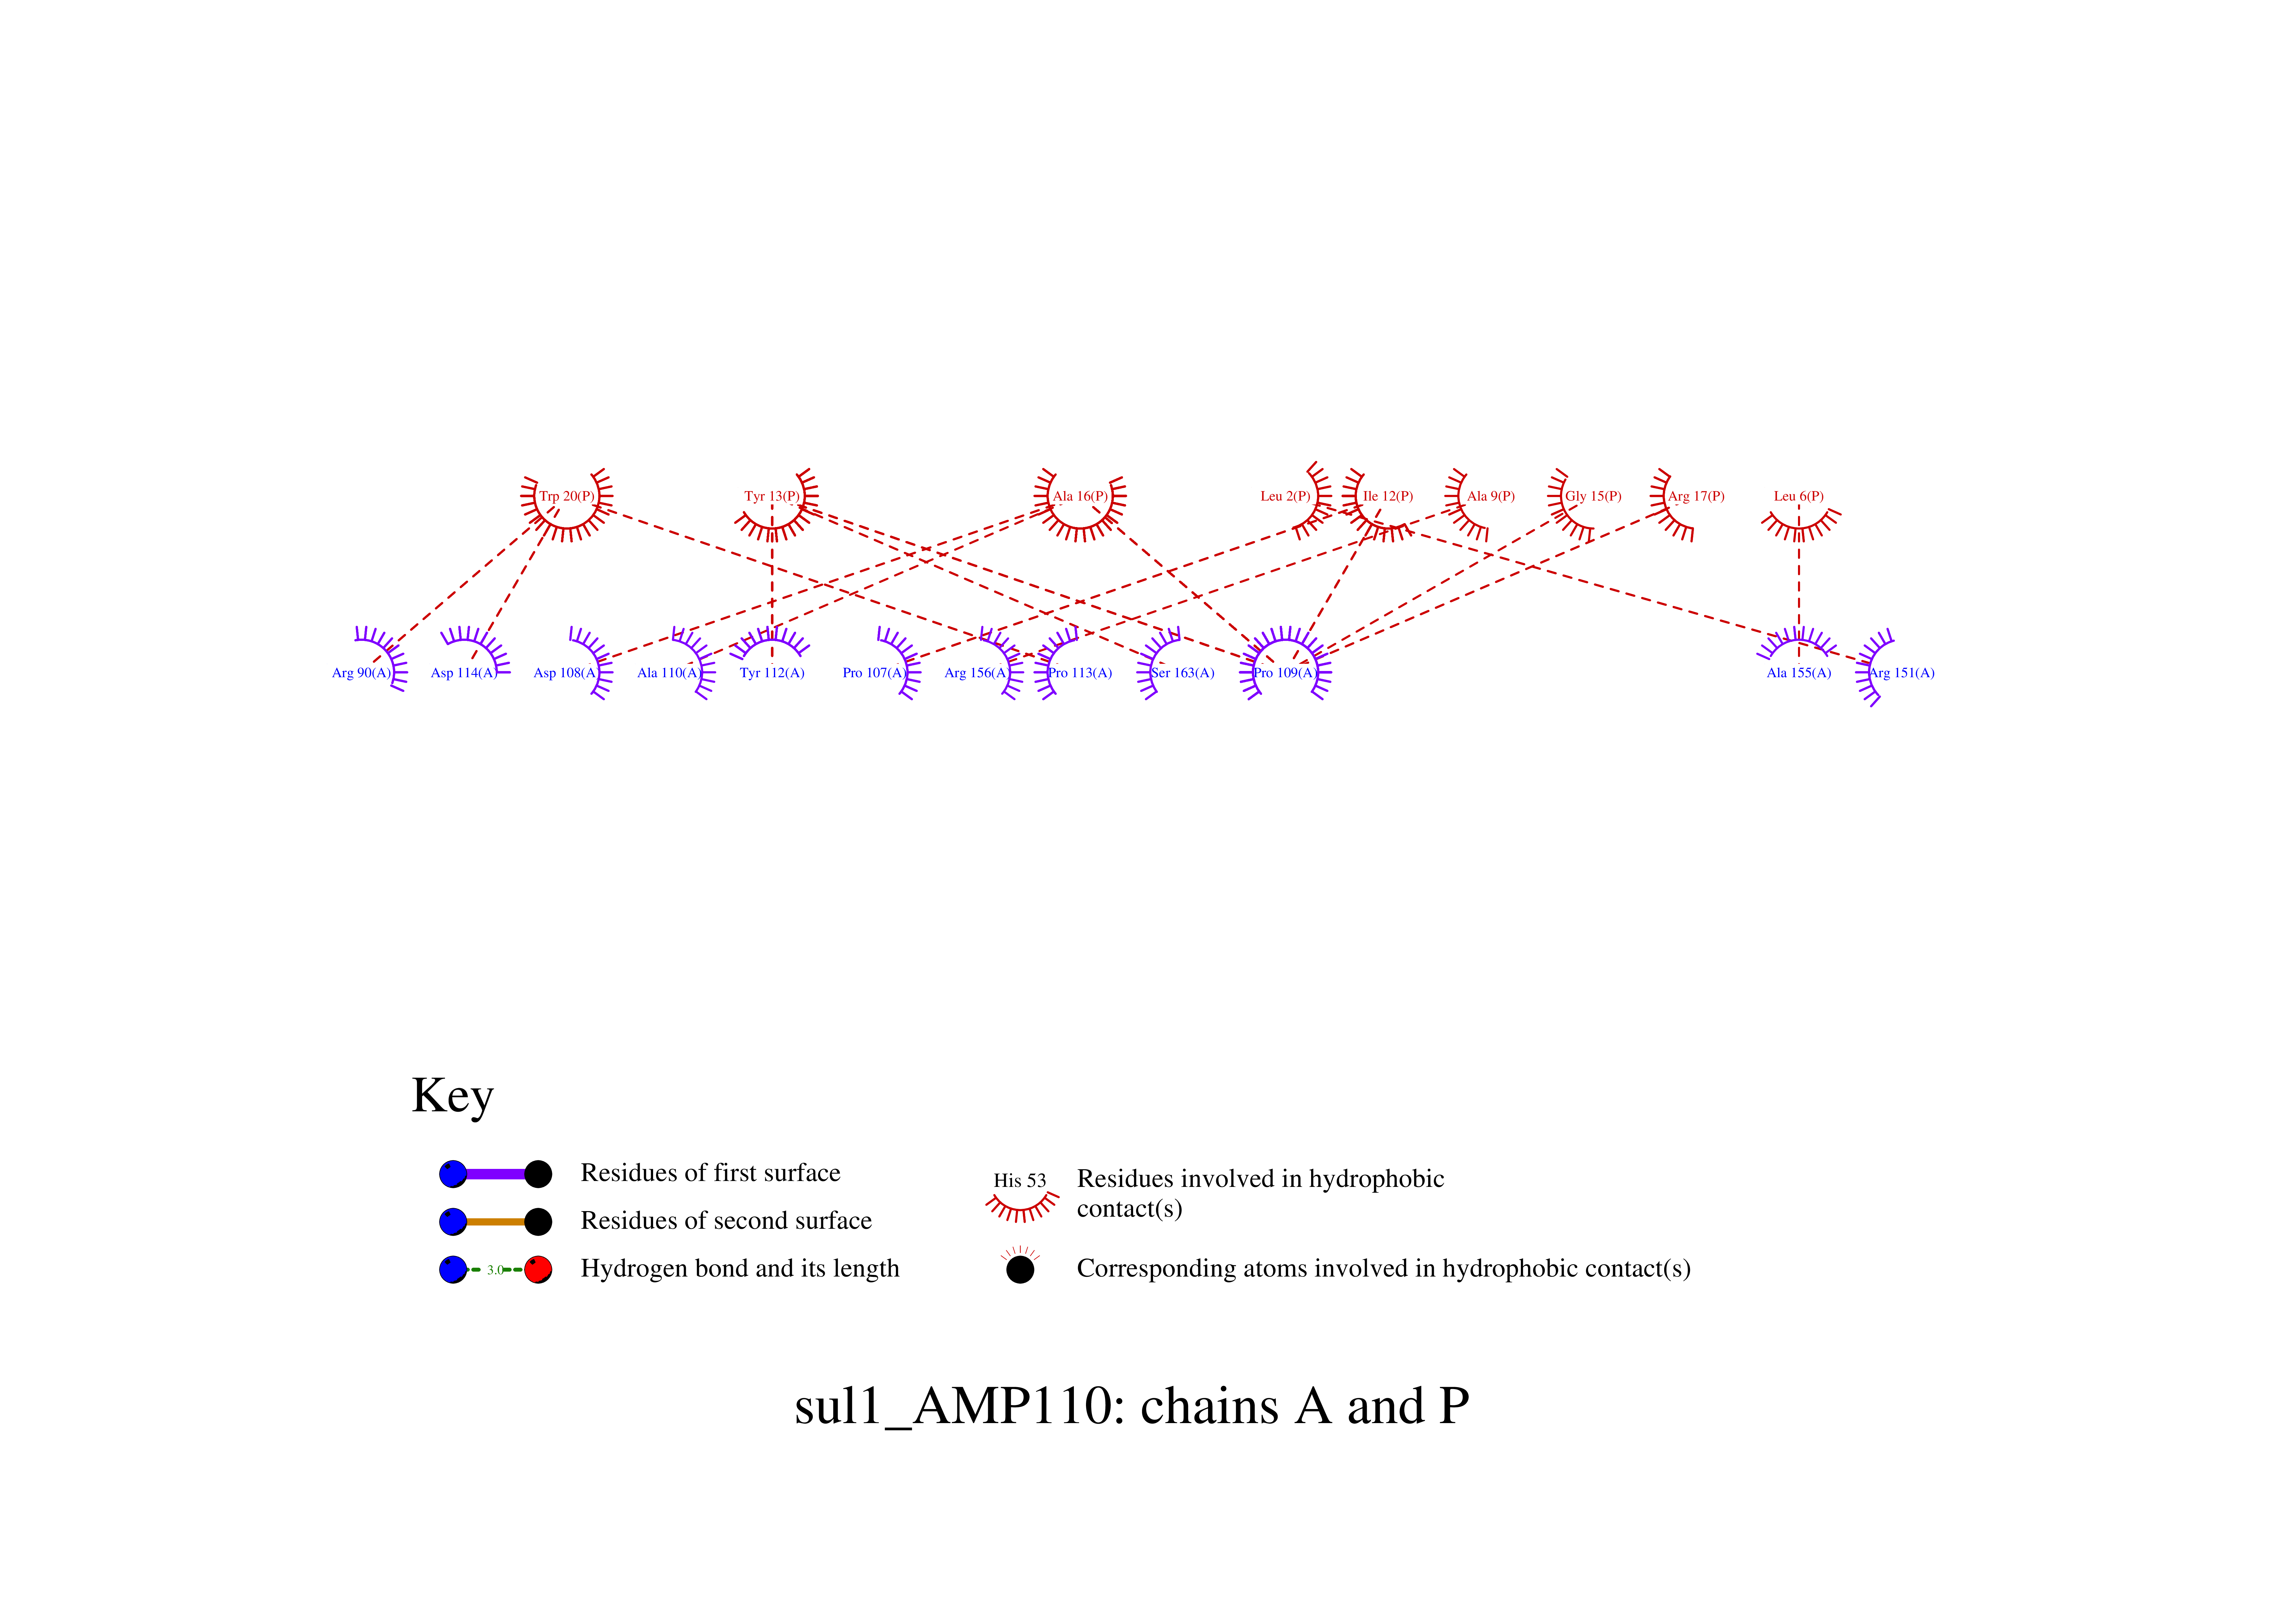 Trp 20(P) Tyr 13(P) Ala 16(P) Leu 2(P) Ile 12(P) Ala 9(P) Gly 15(P) Arg 17(P) Leu 6(P)
Arg 90(A) Asp 114(A) Asp 108(A) Ala 110(A) Tyr 112(A) Pro 107(A) Arg 156(A) Pro 113(A) Ser 163(A) Pro 109(A) Ala 155(A) Arg 151(A)
Key
Residues of first surface
Residues of second surface
3.0 Hydrogen bond and its length
His 53 Residues involved in hydrophobic
contact(s)
Corresponding atoms involved in hydrophobic contact(s)
sul1_AMP110: chains A and P